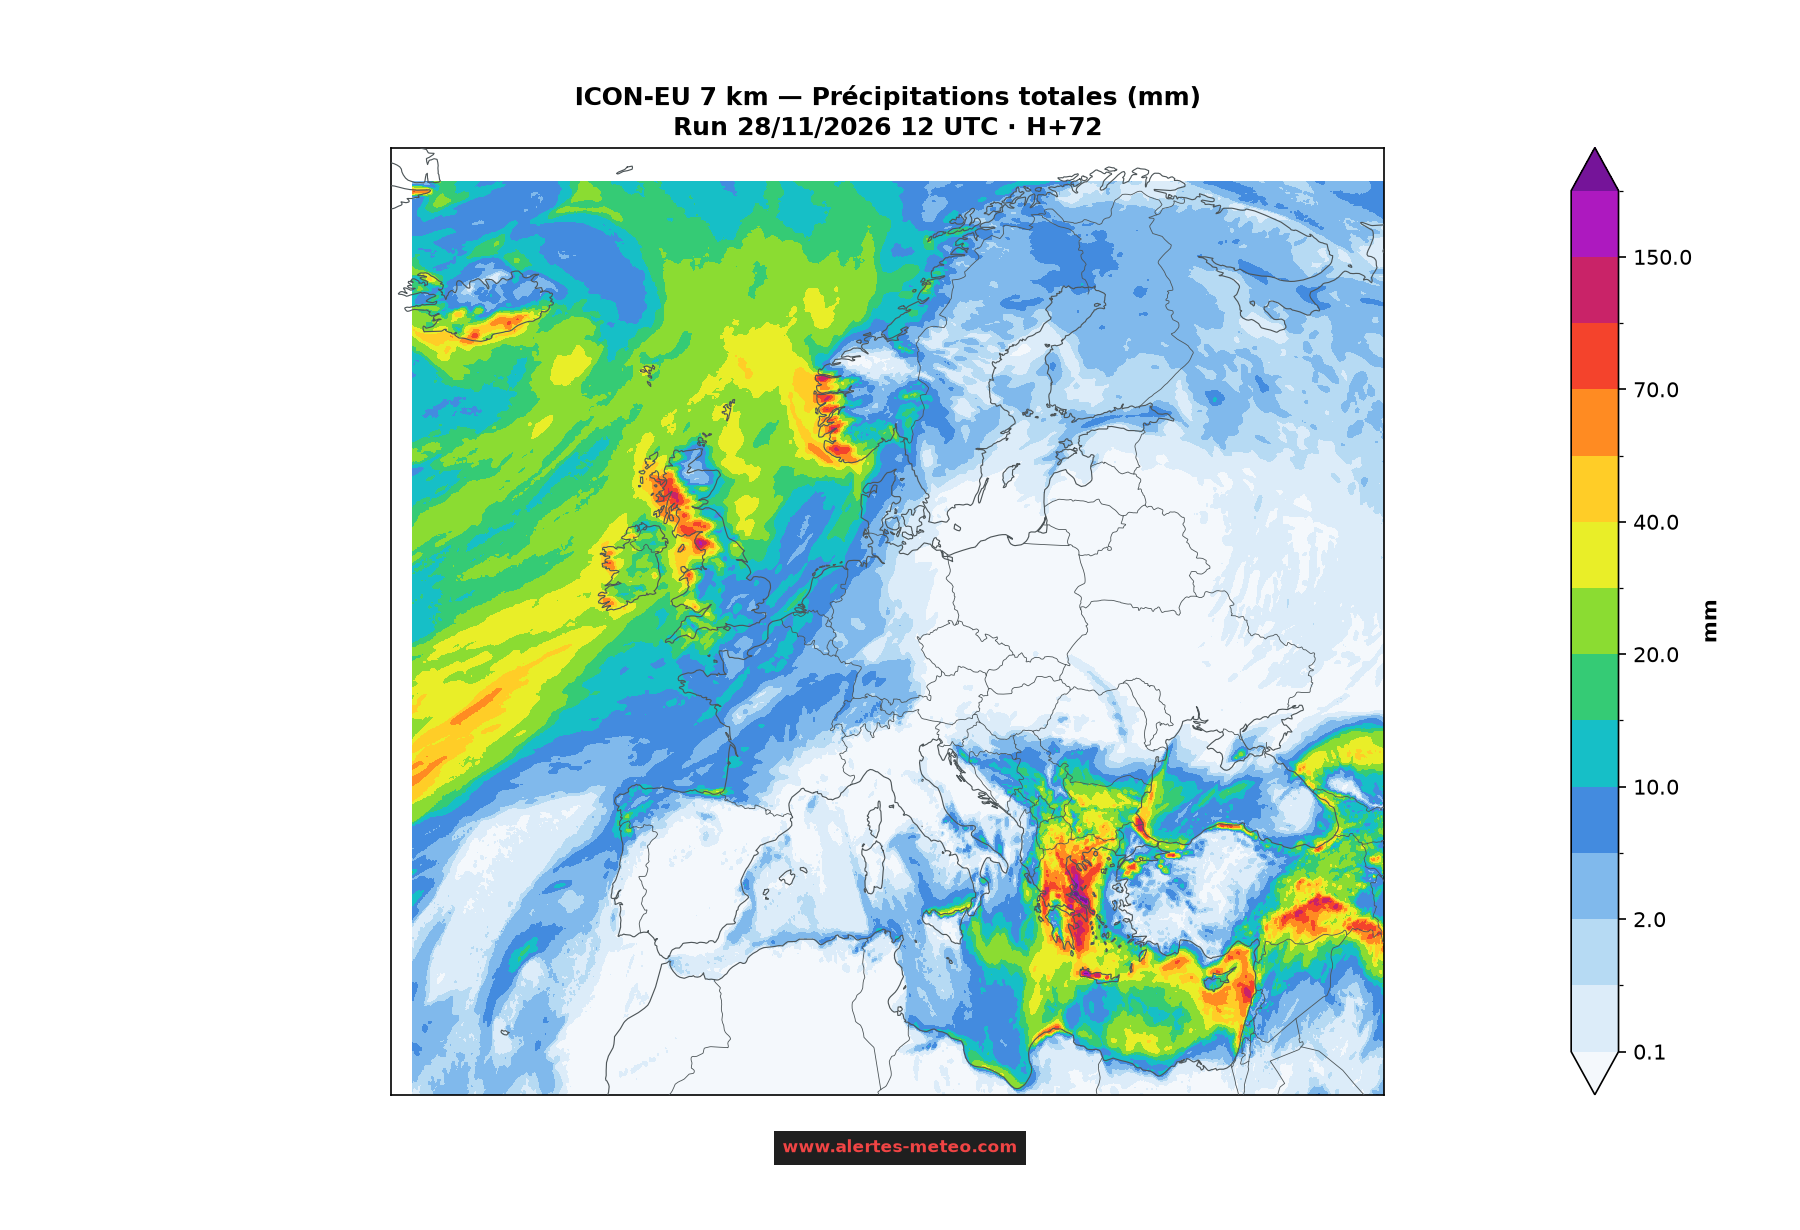 ICON-EU 7 km — Précipitations totales (mm)
Run 28/11/2026 12 UTC · H+72
150.0
70.0
40.0
20.0
10.0
2.0
0.1
mm
www.alertes-meteo.com